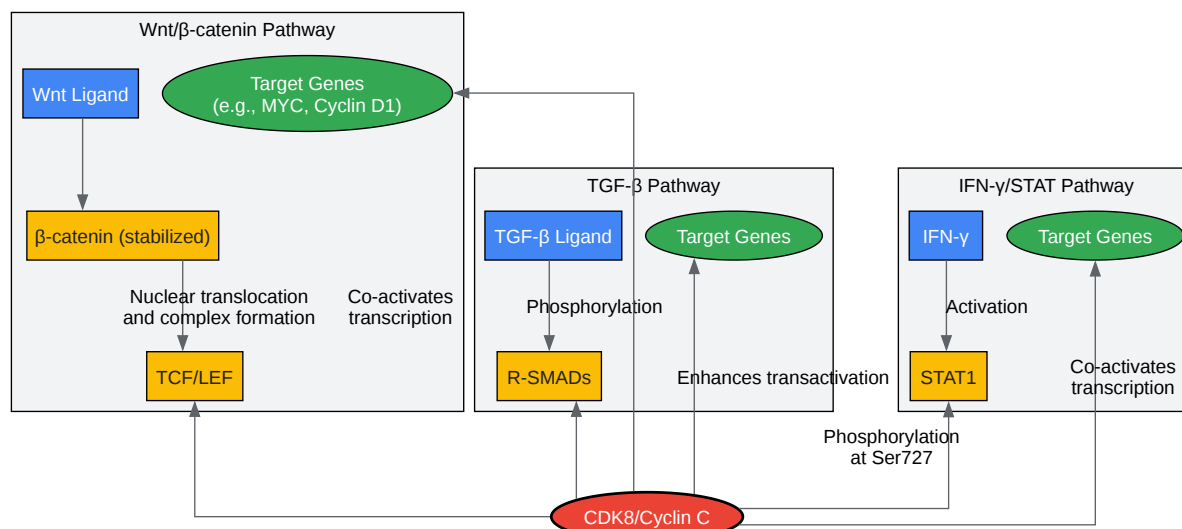 Wnt/β-catenin Pathway
Wnt Ligand
Target Genes
(e.g., MYC, Cyclin D1)
β-catenin (stabilized)
Nuclear translocation
and complex formation
Co-activates
transcription
TCF/LEF
TGF-β Pathway
TGF-β Ligand
Target Genes
Phosphorylation
R-SMADs
Enhances transactivation
IFN-γ/STAT Pathway
IFN-γ
Target Genes
Activation
STAT1
Co-activates
transcription
Phosphorylation
at Ser727
CDK8/Cyclin C